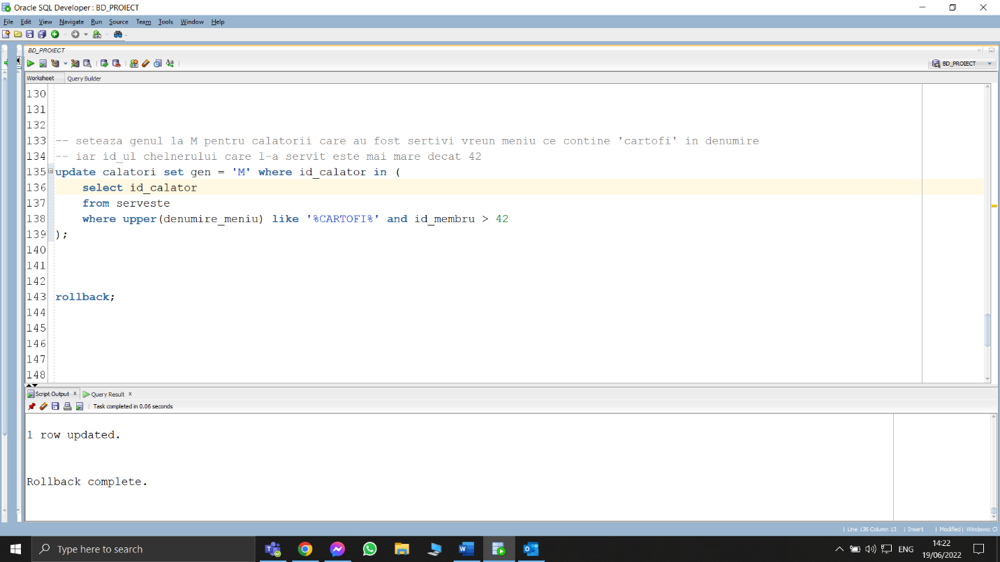 Oracle SQL Developer : BD_PROIECT
File Edit View Navigate Run Source Team Tools Window Help
BD_PROIECT
BD_PROIECT
Worksheet Query Builder
130
131
132
133 -- seteaza genul la M pentru calatorii care au fost sertivi vreun meniu ce contine 'cartofi' in denumire
134 -- iar id_ul chelnerului care l-a servit este mai mare decat 42
135 update calatori set gen = 'M' where id_calator in (
136 select id_calator
137 from serveste
138 where upper(denumire_meniu) like '%CARTOFI%' and id_membru > 42
139 );
140
141
142
143 rollback;
144
145
146
147
148
Script Output x Query Result x
Task completed in 0.06 seconds
1 row updated.
Rollback complete.
Line 136 Column 13 | Insert | Modified | Windows: C
Type here to search
ENG
14:22
19/06/2022